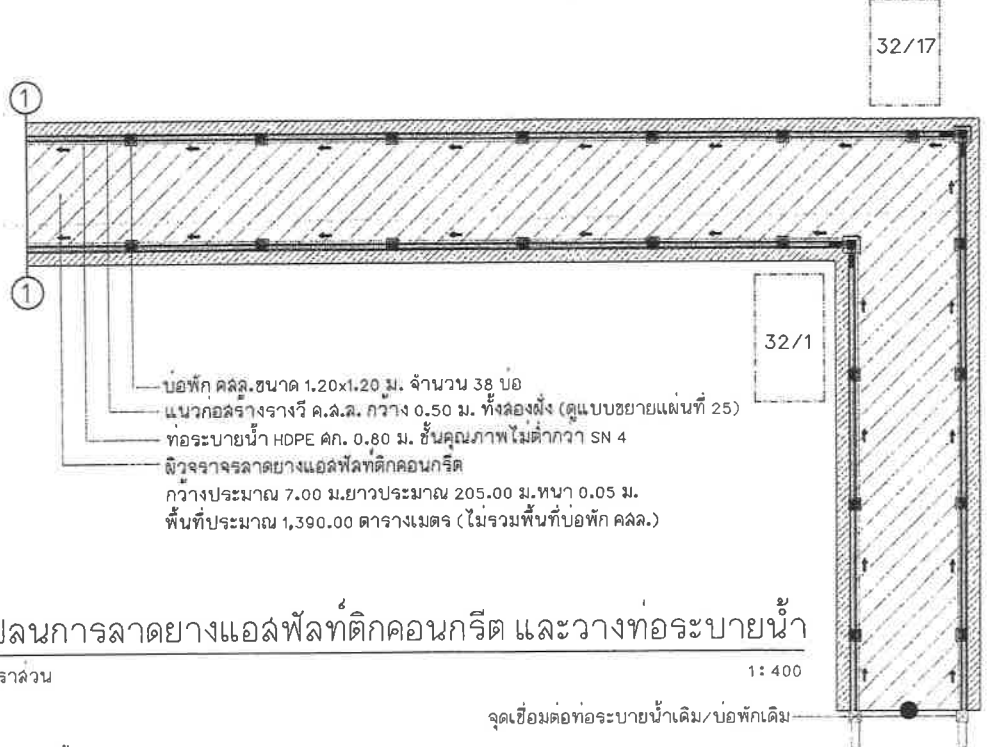 32/17
1
1
32/1
บ่อพัก คสล.ขนาด 1.20x1.20 ม. จำนวน 38 บ่อ
แนวก่อสร้างรางวี ค.ส.ล. กว้าง 0.50 ม. ทั้งสองฝั่ง (ดูแบบขยายแผ่นที่ 25)
ท่อระบายน้ำ HDPE ศก. 0.80 ม. ชั้นคุณภาพไม่ต่ำกว่า SN 4
ผิวจราจรลาดยางแอสฟัลท์ติกคอนกรีต
กว้างประมาณ 7.00 ม.ยาวประมาณ 205.00 ม.หนา 0.05 ม.
พื้นที่ประมาณ 1,390.00 ตารางเมตร (ไม่รวมพื้นที่บ่อพัก คสล.)
ปลนการลาดยางแอสฟัลท์ติกคอนกรีต และวางท่อระบายน้ำ
ราส่วน 1:400
จุดเชื่อมต่อท่อระบายน้ำเดิม/บ่อพักเดิม